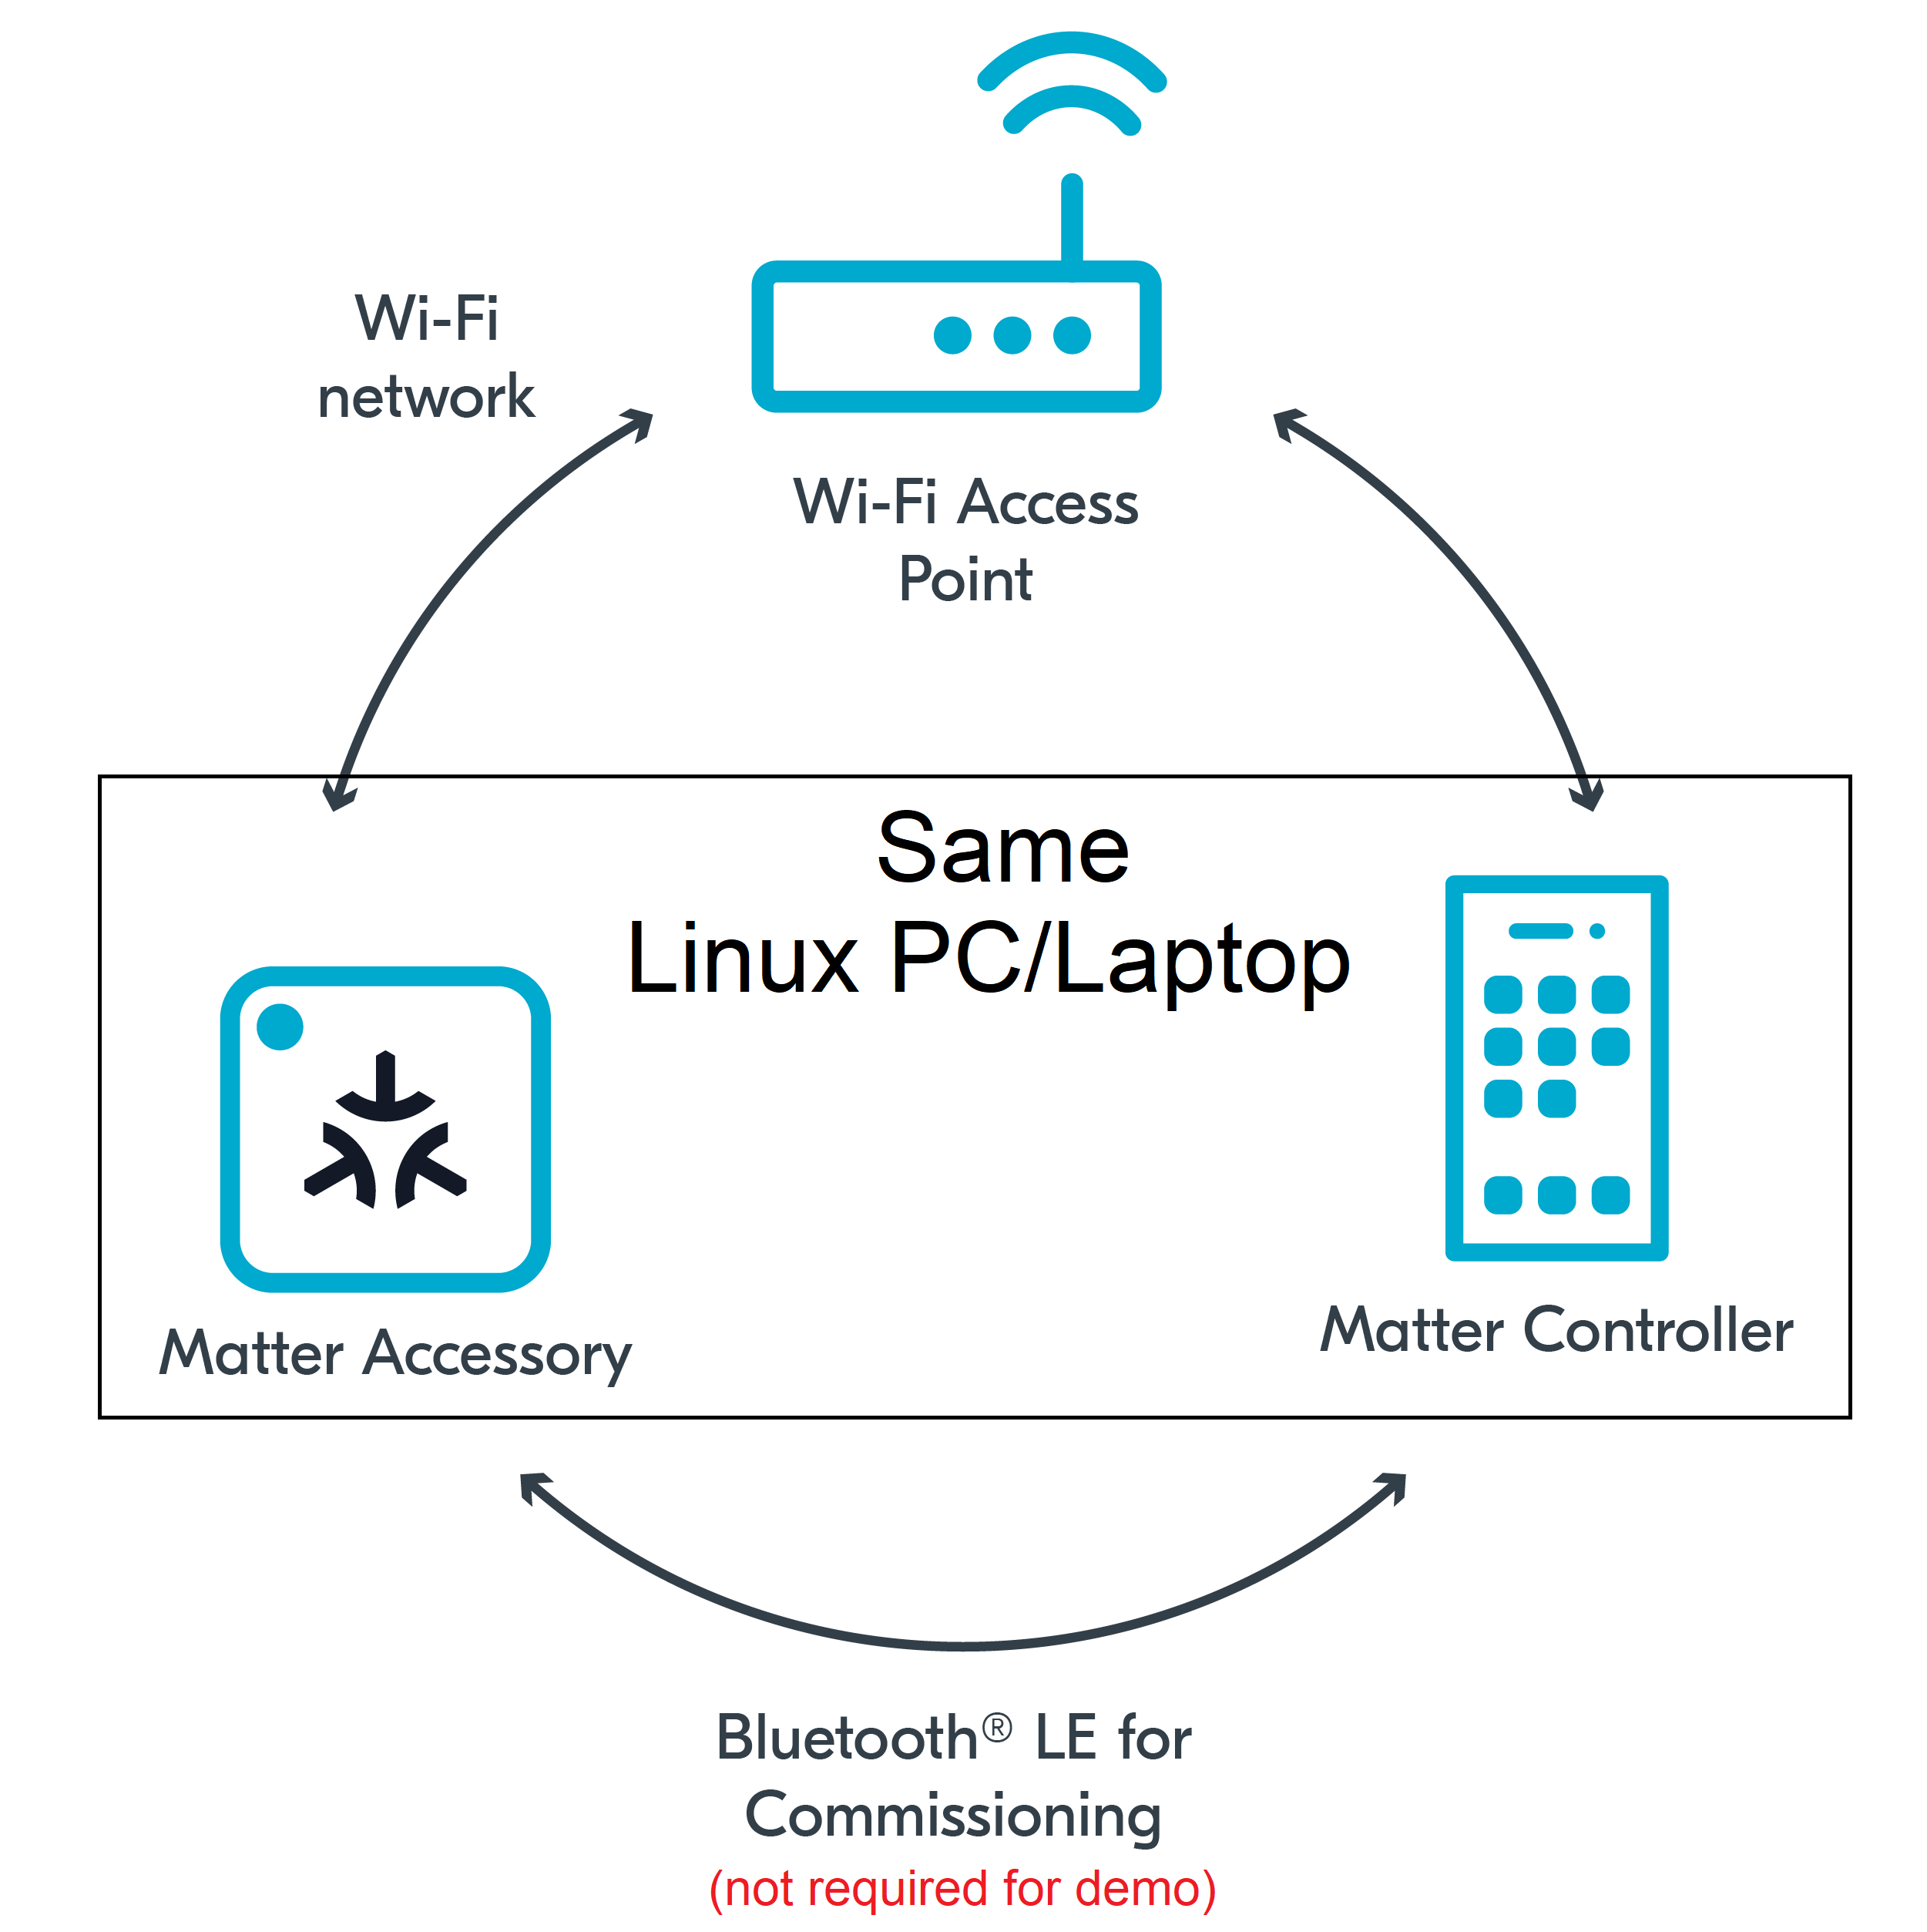 Wi-Fi
network
Wi-Fi Access
Point
Same
Linux PC/Laptop
Matter Accessory
Matter Controller
Bluetooth® LE for
Commissioning
(not required for demo)